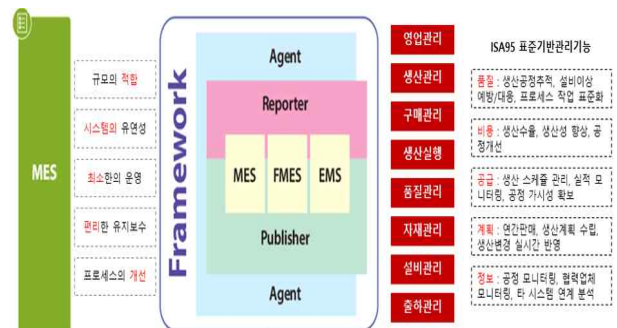 MES
규모의 적합
시스템의 유연성
최소한의 운영
편리한 유지보수
프로세스의 개선
Framework
Agent
Reporter
MES
FMES
EMS
Publisher
Agent
영업관리
생산관리
구매관리
생산실행
품질관리
자재관리
설비관리
출하관리
ISA95 표준기반관리기능
품질 : 생산공정추적, 설비이상
예방/대응, 프로세스 작업 표준화
비용 : 생산수율, 생산성 향상, 공
정개선
공급 : 생산 스케쥴 관리, 실적 모
니터링, 공정 가시성 확보
계획 : 연간판매, 생산계획 수립,
생산변경 실시간 반영
정보 : 공정 모니터링, 협력업체
모니터링, 타 시스템 연계 분석